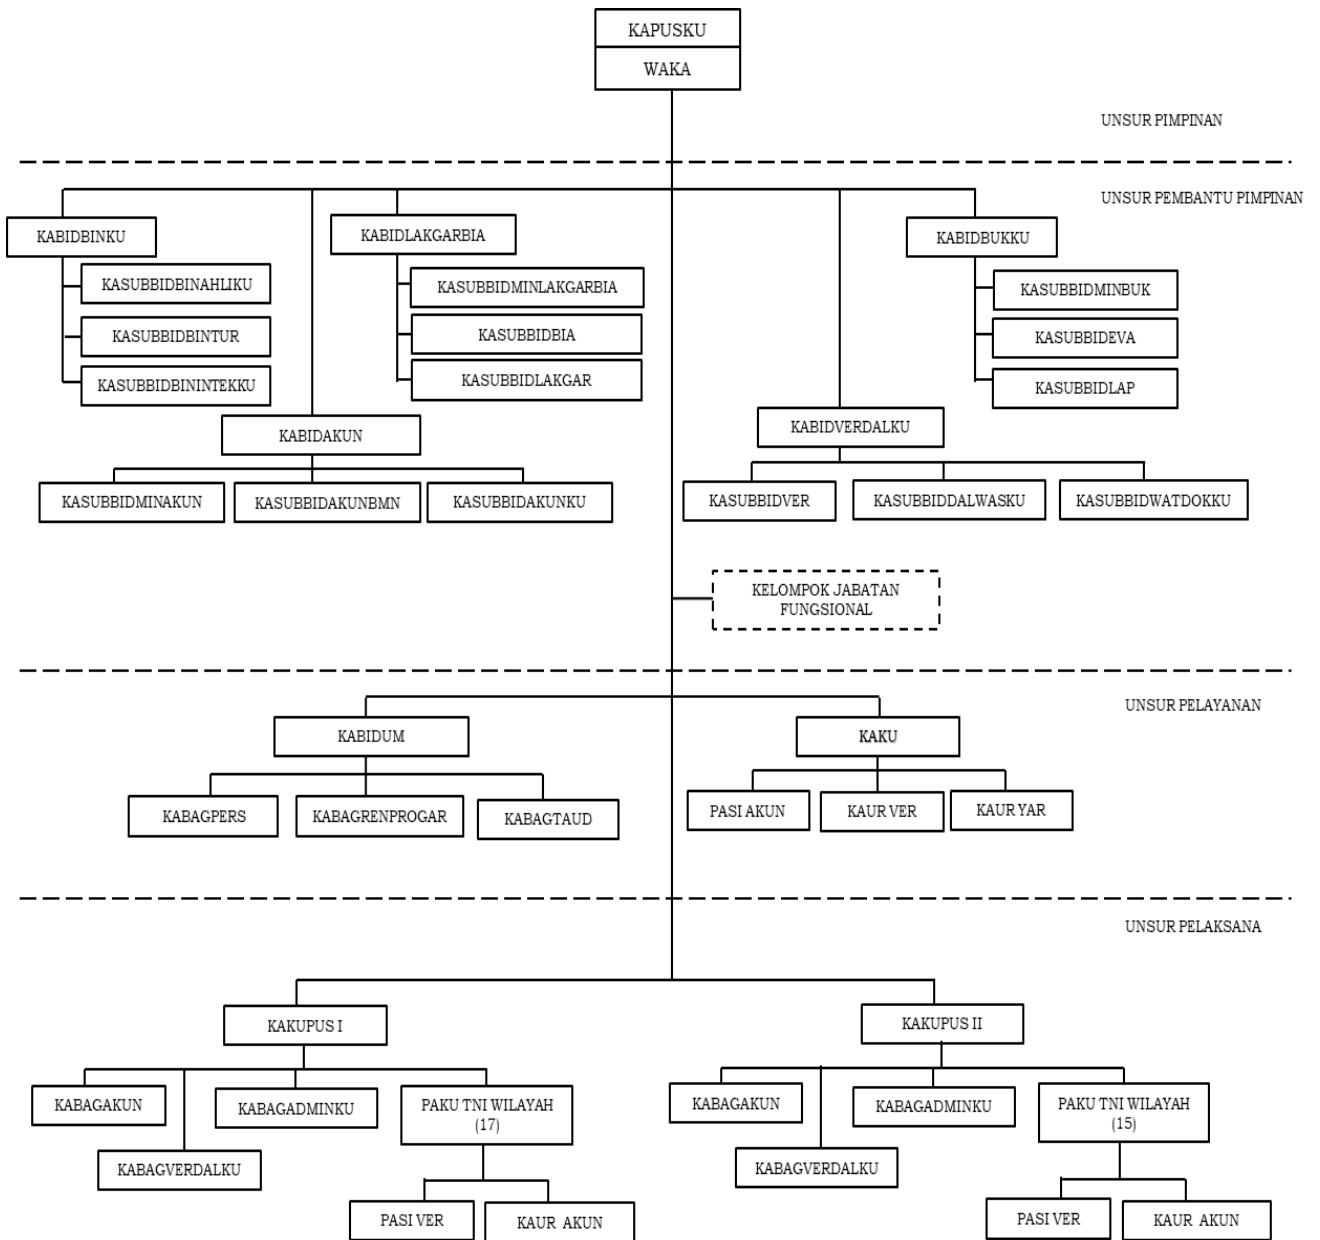 KAPUSKU
WAKA
UNSUR PIMPINAN
UNSUR PEMBANTU PIMPINAN
KABIDBINKU
KASUBBIDBINAHLIKU
KASUBBIDBINTUR
KASUBBIDBININTEKKU
KABIDLAKGARBIA
KASUBBIDMINLAKGARBIA
KASUBBIDBIA
KASUBBIDLAKGAR
KABIDBUKKU
KASUBBIDMINBUK
KASUBBIDEVA
KASUBBIDLAP
KABIDAKUN
KASUBBIDMINAKUN
KASUBBIDAKUNBMN
KASUBBIDAKUNKU
KABIDVERDALKU
KASUBBIDVER
KASUBBIDDALWASKU
KASUBBIDWATDOKKU
KELOMPOK JABATAN
FUNGSIONAL
UNSUR PELAYANAN
KABIDUM
KABAGPERS
KABAGRENPROGAR
KABAGTAUD
KAKU
PASI AKUN
KAUR VER
KAUR YAR
UNSUR PELAKSANA
KAKUPUS I
KABAGAKUN
KABAGVERDALKU
KABAGADMINKU
PAKU TNI WILAYAH
(17)
PASI VER
KAUR AKUN
KAKUPUS II
KABAGAKUN
KABAGVERDALKU
KABAGADMINKU
PAKU TNI WILAYAH
(15)
PASI VER
KAUR AKUN